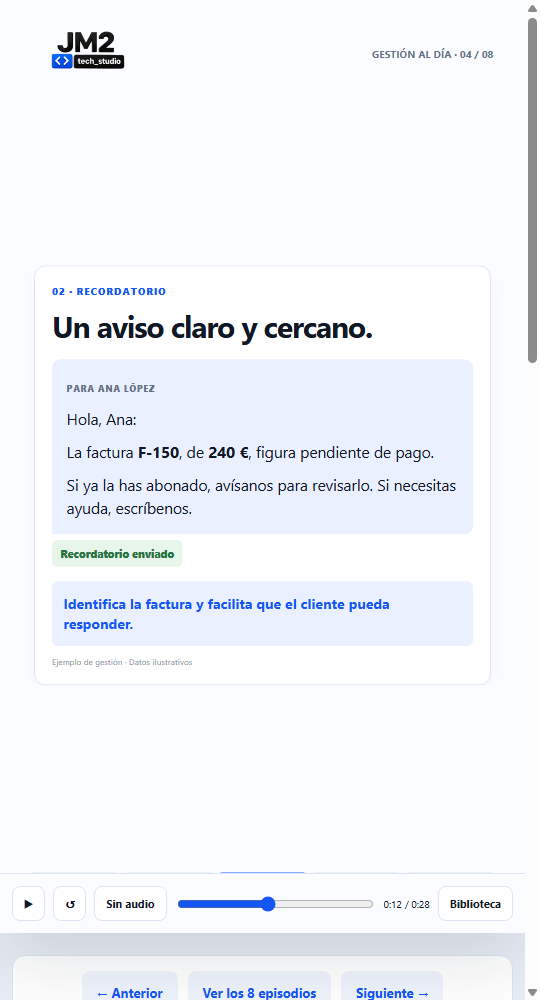 JM2
<> tech_studio
GESTIÓN AL DÍA · 04 / 08
02 · RECORDATORIO
Un aviso claro y cercano.
PARA ANA LÓPEZ
Hola, Ana:
La factura F-150, de 240 €, figura pendiente de pago.
Si ya la has abonado, avísanos para revisarlo. Si necesitas
ayuda, escríbenos.
Recordatorio enviado
Identifica la factura y facilita que el cliente pueda
responder.
Ejemplo de gestión · Datos ilustrativos
▶ ↺ Sin audio 0:12 / 0:28 Biblioteca
← Anterior Ver los 8 episodios Siguiente →